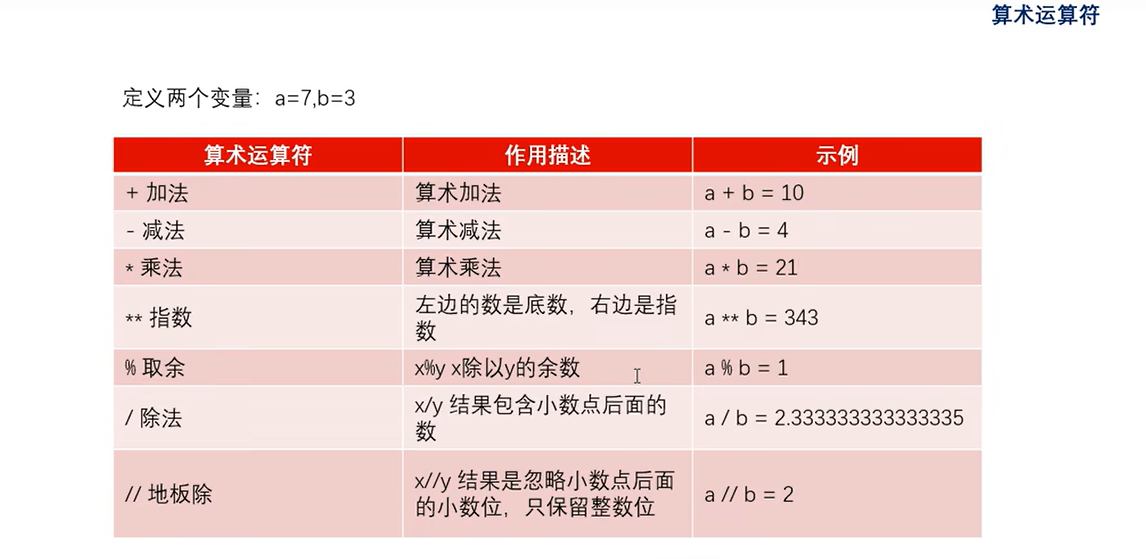 算术运算符
定义两个变量：a=7,b=3
算术运算符 作用描述 示例
+ 加法 算术加法 a + b = 10
- 减法 算术减法 a - b = 4
* 乘法 算术乘法 a * b = 21
** 指数 左边的数是底数，右边是指
数 a ** b = 343
% 取余 x%y x除以y的余数 a % b = 1
/ 除法 x/y 结果包含小数点后面的
数 a / b = 2.3333333333333335
// 地板除 x//y 结果是忽略小数点后面
的小数位，只保留整数位 a // b = 2